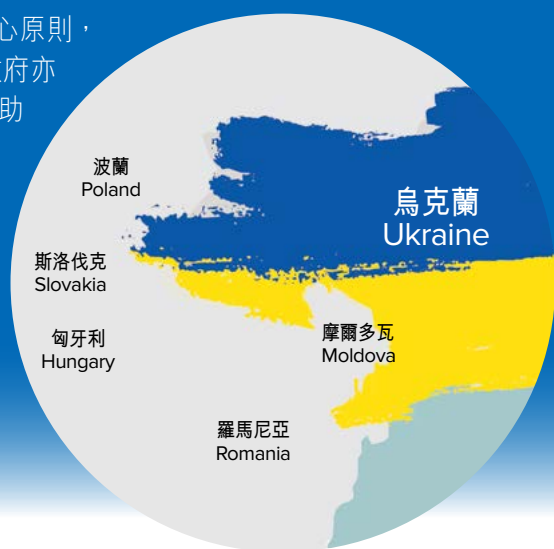 心原則，
府亦
助
波蘭
Poland
烏克蘭
Ukraine
斯洛伐克
Slovakia
匈牙利
Hungary
摩爾多瓦
Moldova
羅馬尼亞
Romania